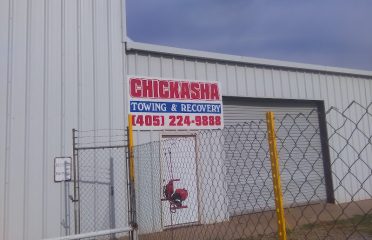 CHICKASHA
TOWING & RECOVERY
(405) 224-9888